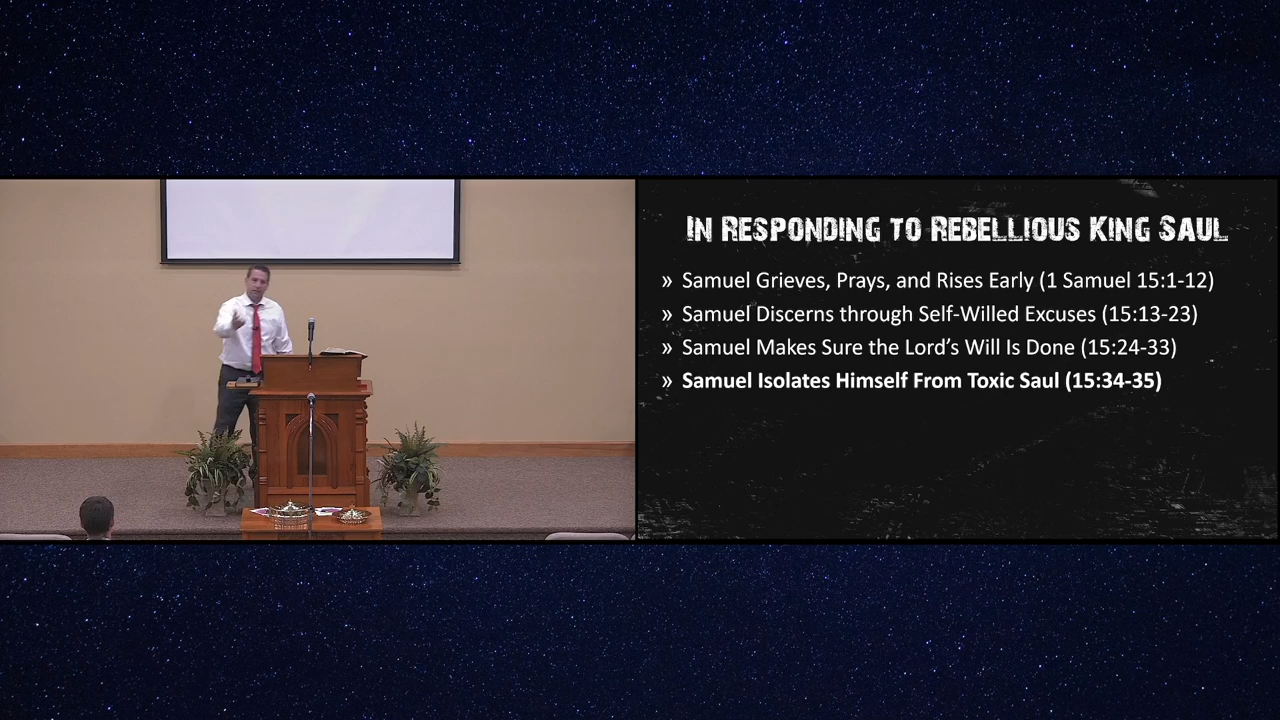 In Responding to Rebellious King Saul
» Samuel Grieves, Prays, and Rises Early (1 Samuel 15:1-12)
» Samuel Discerns through Self-Willed Excuses (15:13-23)
» Samuel Makes Sure the Lord’s Will Is Done (15:24-33)
» Samuel Isolates Himself From Toxic Saul (15:34-35)